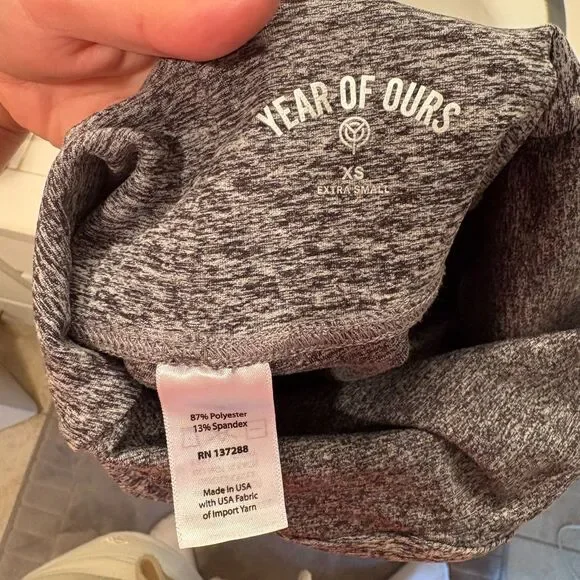 YEAR OF OURS
XS
EXTRA SMALL
87% Polyester
13% Spandex
RN 137288
Made in USA
with USA Fabric
of Import Yarn